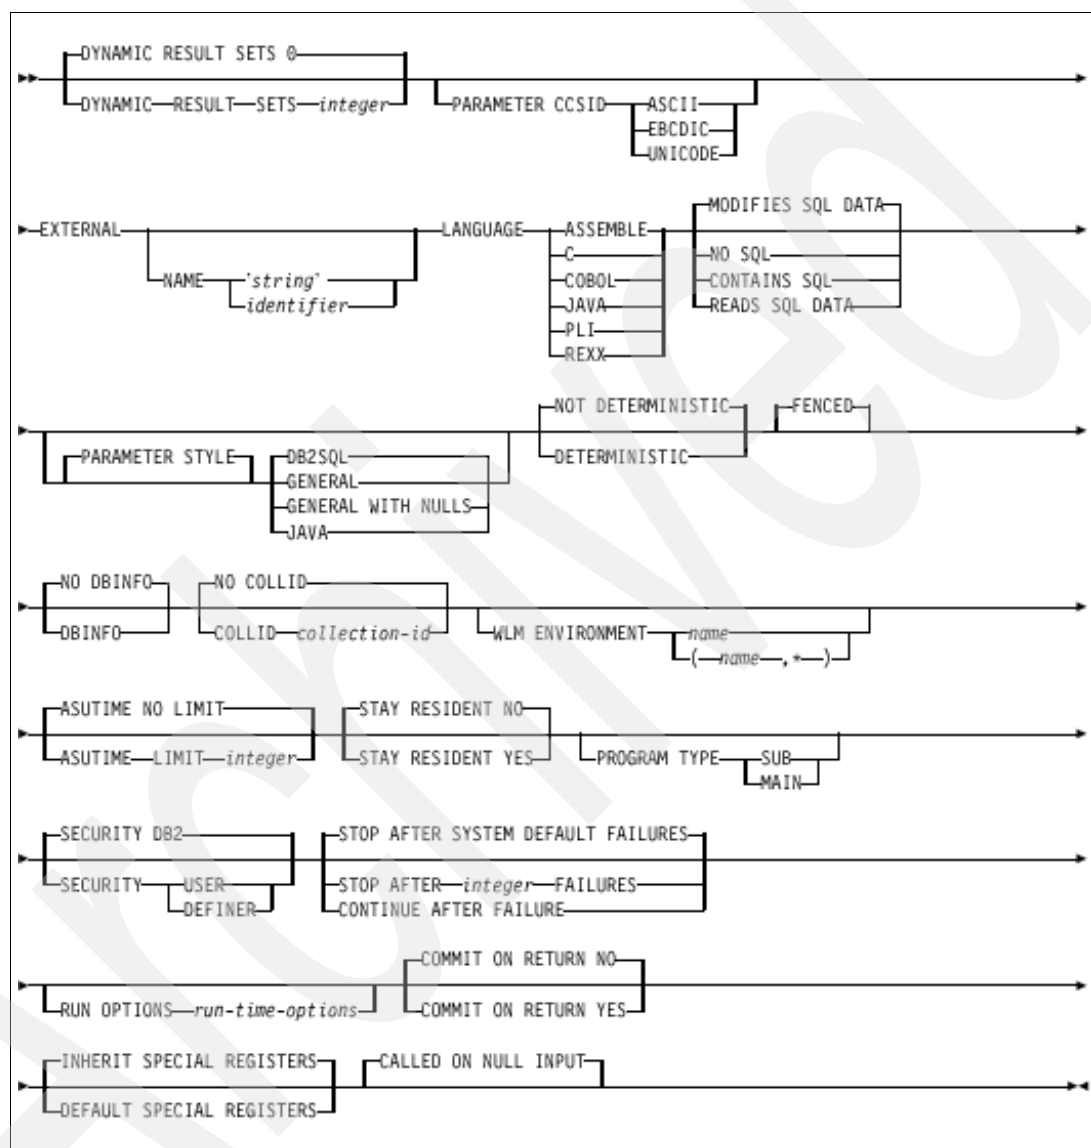 DYNAMIC RESULT SETS 0
DYNAMIC RESULT SETS integer
PARAMETER CCSID ASCII
EBCDIC
UNICODE
EXTERNAL
NAME 'string'
identifier
LANGUAGE ASSEMBLE
C
COBOL
JAVA
PLI
REXX
MODIFIES SQL DATA
NO SQL
CONTAINS SQL
READS SQL DATA
PARAMETER STYLE
DB2SQL
GENERAL
GENERAL WITH NULLS
JAVA
NOT DETERMINISTIC
DETERMINISTIC
FENCED
NO DBINFO
DBINFO
NO COLLID
COLLID collection-id
WLM ENVIRONMENT name
( name ,* )
ASUTIME NO LIMIT
ASUTIME LIMIT integer
STAY RESIDENT NO
STAY RESIDENT YES
PROGRAM TYPE SUB
MAIN
SECURITY DB2
SECURITY USER
DEFINER
STOP AFTER SYSTEM DEFAULT FAILURES
STOP AFTER integer FAILURES
CONTINUE AFTER FAILURE
RUN OPTIONS run-time-options
COMMIT ON RETURN NO
COMMIT ON RETURN YES
INHERIT SPECIAL REGISTERS
DEFAULT SPECIAL REGISTERS
CALLED ON NULL INPUT
Archived